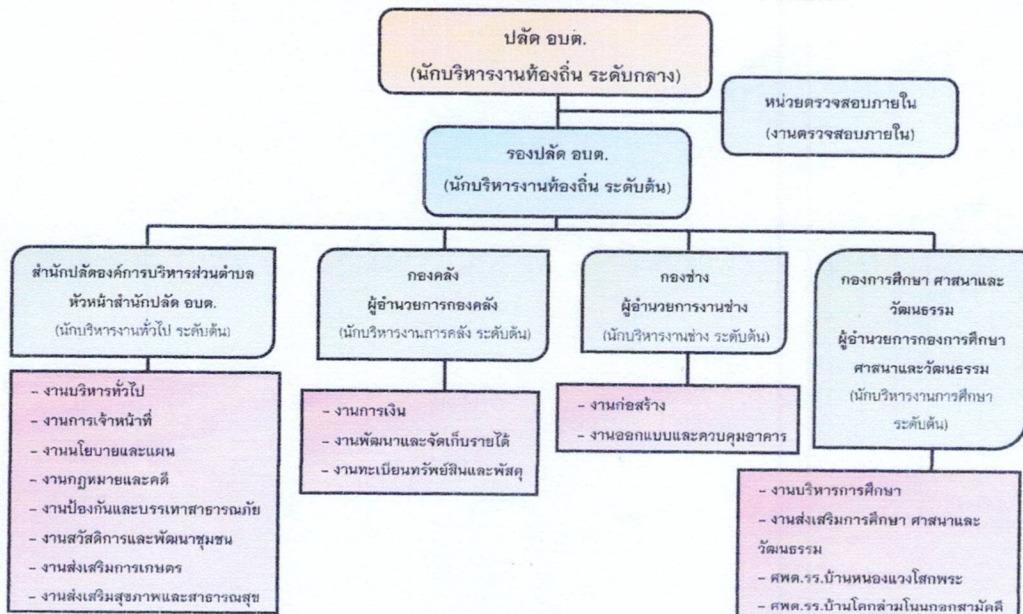 ปลัด อบต.
(นักบริหารงานท้องถิ่น ระดับกลาง)
หน่วยตรวจสอบภายใน
(งานตรวจสอบภายใน)
รองปลัด อบต.
(นักบริหารงานท้องถิ่น ระดับต้น)
สำนักปลัดองค์การบริหารส่วนตำบล
หัวหน้าสำนักปลัด อบต.
(นักบริหารงานทั่วไป ระดับต้น)
- งานบริหารทั่วไป
- งานการเจ้าหน้าที่
- งานนโยบายและแผน
- งานกฎหมายและคดี
- งานป้องกันและบรรเทาสาธารณภัย
- งานสวัสดิการและพัฒนาชุมชน
- งานส่งเสริมการเกษตร
- งานส่งเสริมสุขภาพและสาธารณสุข
กองคลัง
ผู้อำนวยการกองคลัง
(นักบริหารงานการคลัง ระดับต้น)
- งานการเงิน
- งานพัฒนาและจัดเก็บรายได้
- งานทะเบียนทรัพย์สินและพัสดุ
กองช่าง
ผู้อำนวยการงานช่าง
(นักบริหารงานช่าง ระดับต้น)
- งานก่อสร้าง
- งานออกแบบและควบคุมอาคาร
กองการศึกษา ศาสนาและ
วัฒนธรรม
ผู้อำนวยการกองการศึกษา
ศาสนาและวัฒนธรรม
(นักบริหารงานการศึกษา
ระดับต้น)
- งานบริหารการศึกษา
- งานส่งเสริมการศึกษา ศาสนาและ
วัฒนธรรม
- ศพด.รร.บ้านหนองแวงโสกพระ
- ศพด.รร.บ้านโคกล่ามโนนกอกสามัคคี